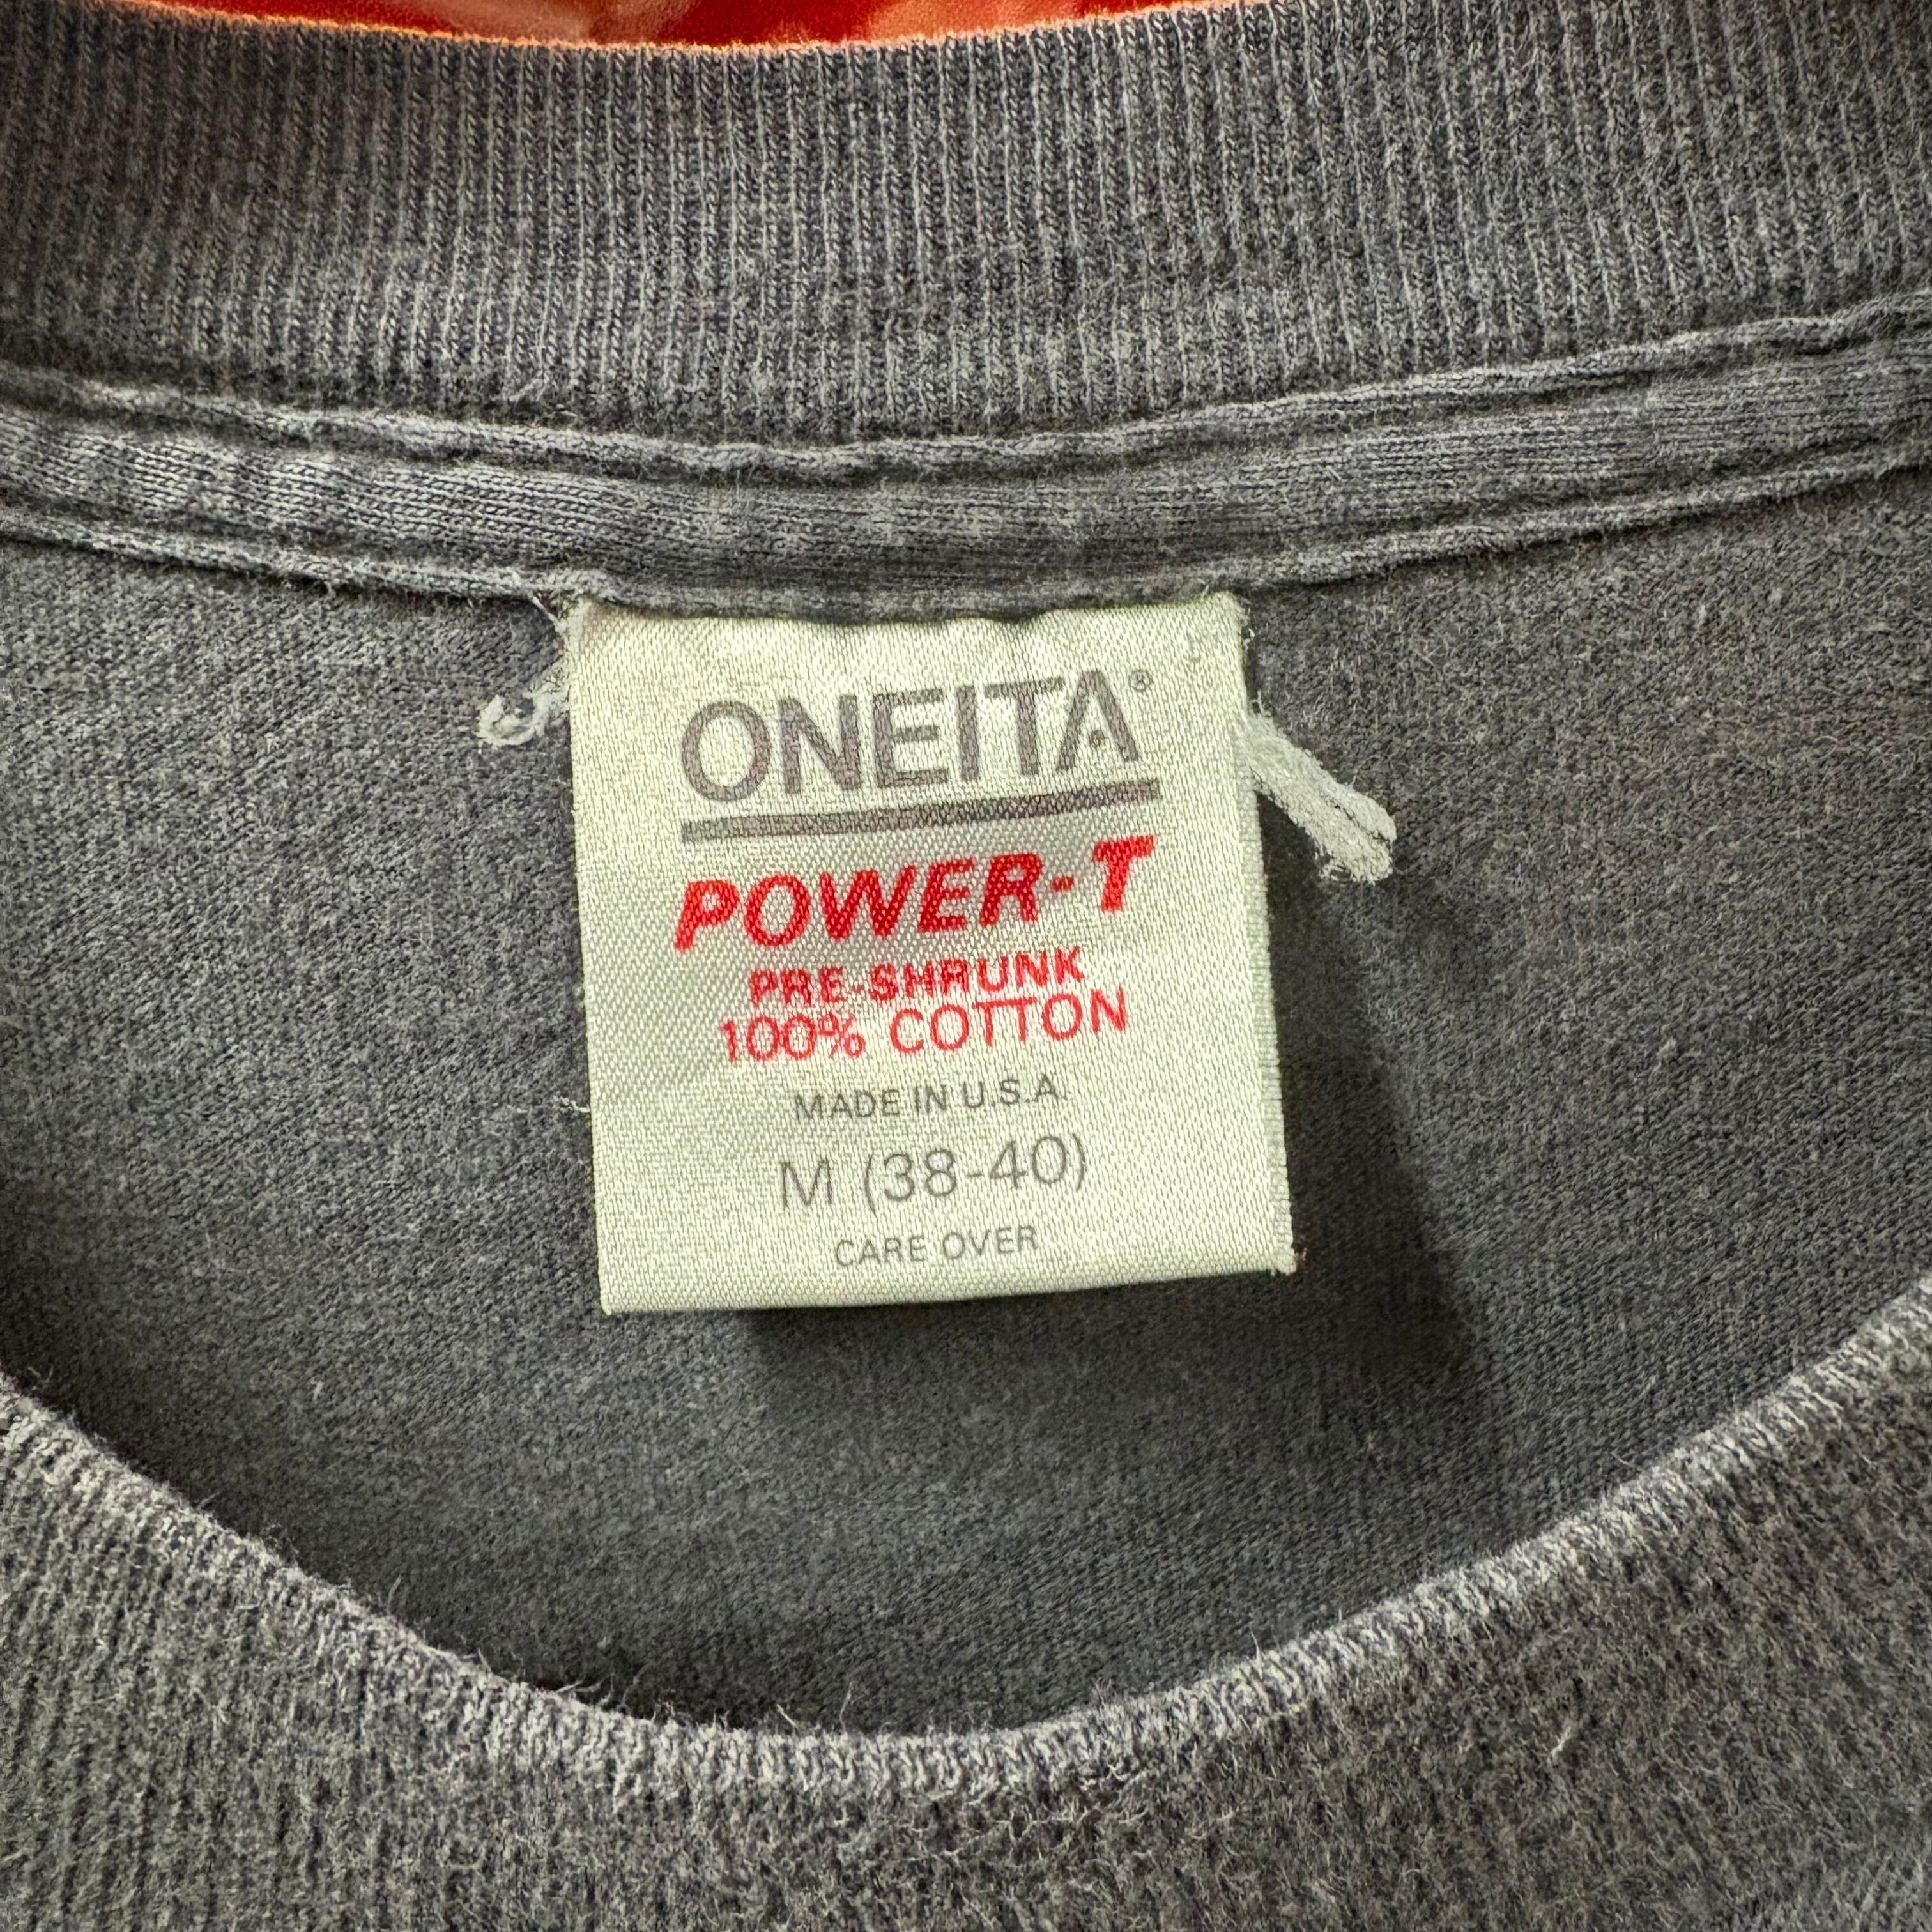 ONEITA®
POWER-T
PRE-SHRUNK
100% COTTON
MADE IN U.S.A.
M (38-40)
CARE OVER